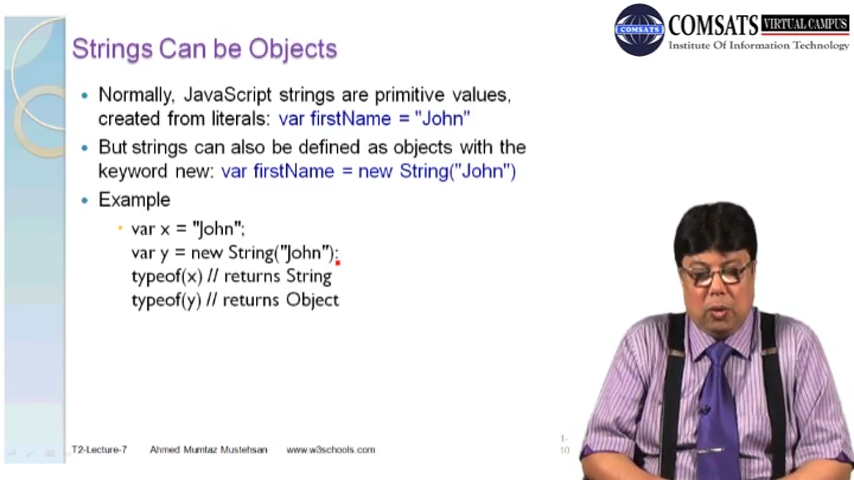 COMSATS VIRTUAL CAMPUS
COMSATS
Institute Of Information Technology
Strings Can be Objects
• Normally, JavaScript strings are primitive values,
created from literals: var firstName = "John"
• But strings can also be defined as objects with the
keyword new: var firstName = new String("John")
• Example
• var x = "John";
var y = new String("John");
typeof(x) // returns String
typeof(y) // returns Object
T2-Lecture-7 Ahmed Mumtaz Mustehsan www.w3schools.com 1-
10